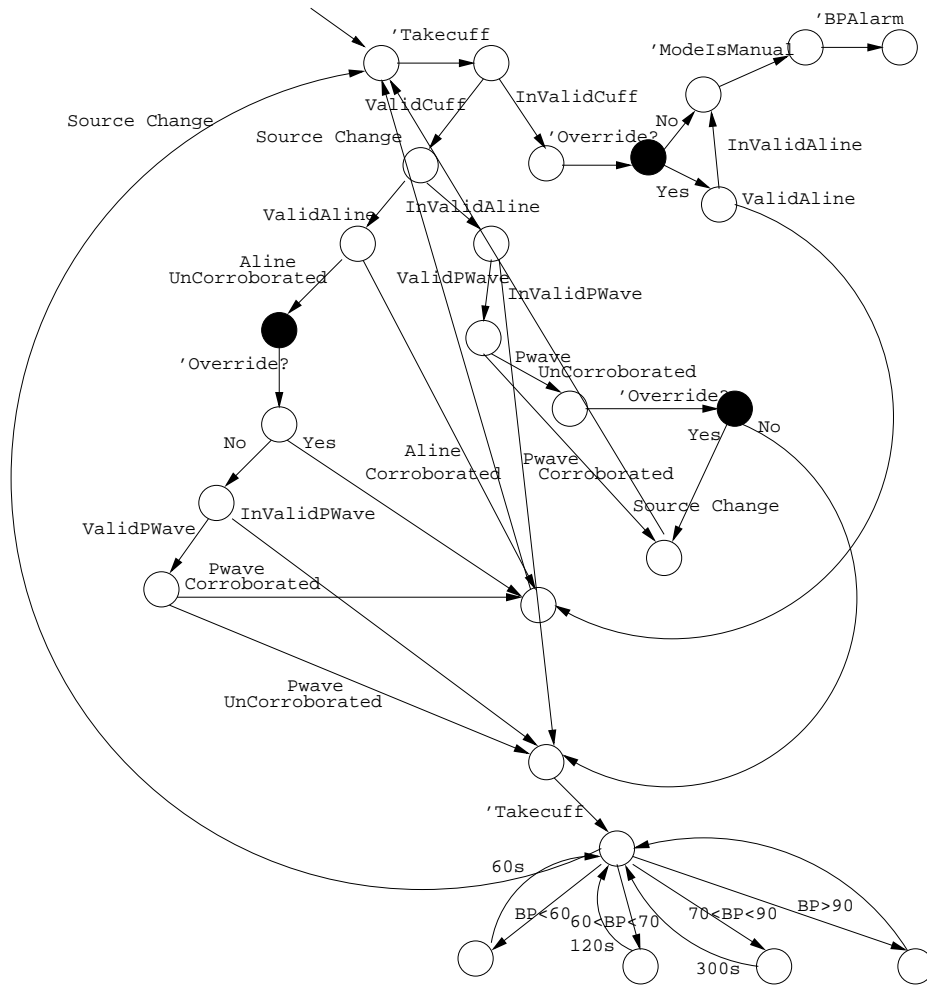 'BPAlarm
'Takecuff
'ModeIsManual
ValidCuff
InValidCuff
Source Change
No
Source Change
'Override?
InValidAline
Yes
ValidAline
ValidAline
InValidAline
Aline
UnCorroborated
ValidPWave
InValidPWave
'Override?
Pwave
UnCorroborated
'Override?
No
Yes
No
Yes
Aline
Corroborated
Pwave
Corroborated
ValidPWave
InValidPWave
Source Change
Pwave
Corroborated
Pwave
UnCorroborated
'Takecuff
60s
BP<60
60<BP<70
70<BP<90
BP>90
120s
300s